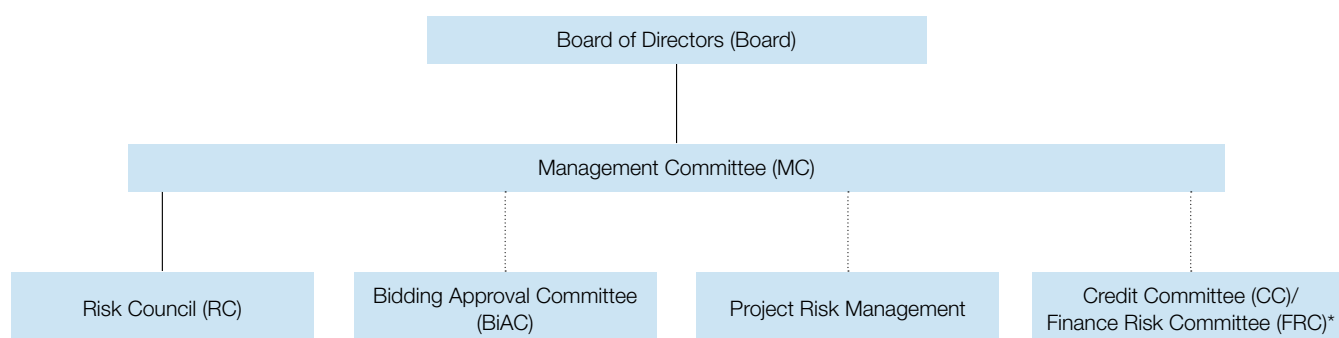 Board of Directors (Board)
Management Committee (MC)
Risk Council (RC)
Bidding Approval Committee
(BiAC)
Project Risk Management
Credit Committee (CC)/
Finance Risk Committee (FRC)*